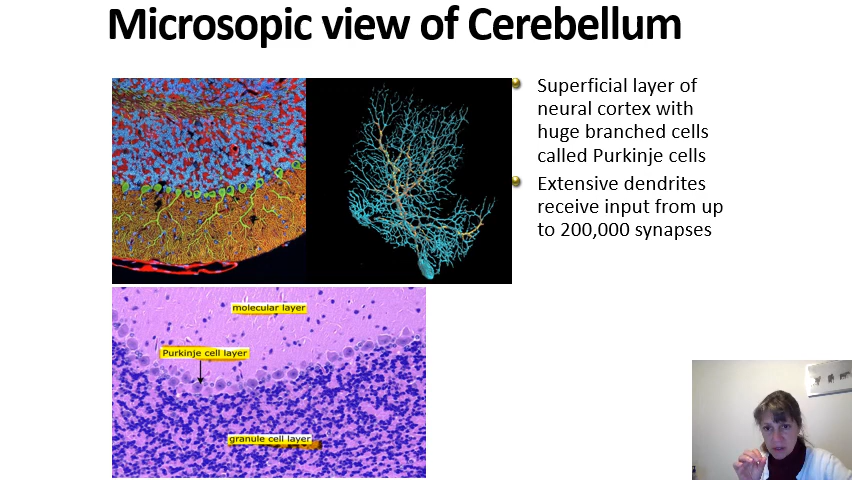 Microsopic view of Cerebellum
Superficial layer of
neural cortex with
huge branched cells
called Purkinje cells
Extensive dendrites
receive input from up
to 200,000 synapses
molecular layer
Purkinje cell layer
granule cell layer